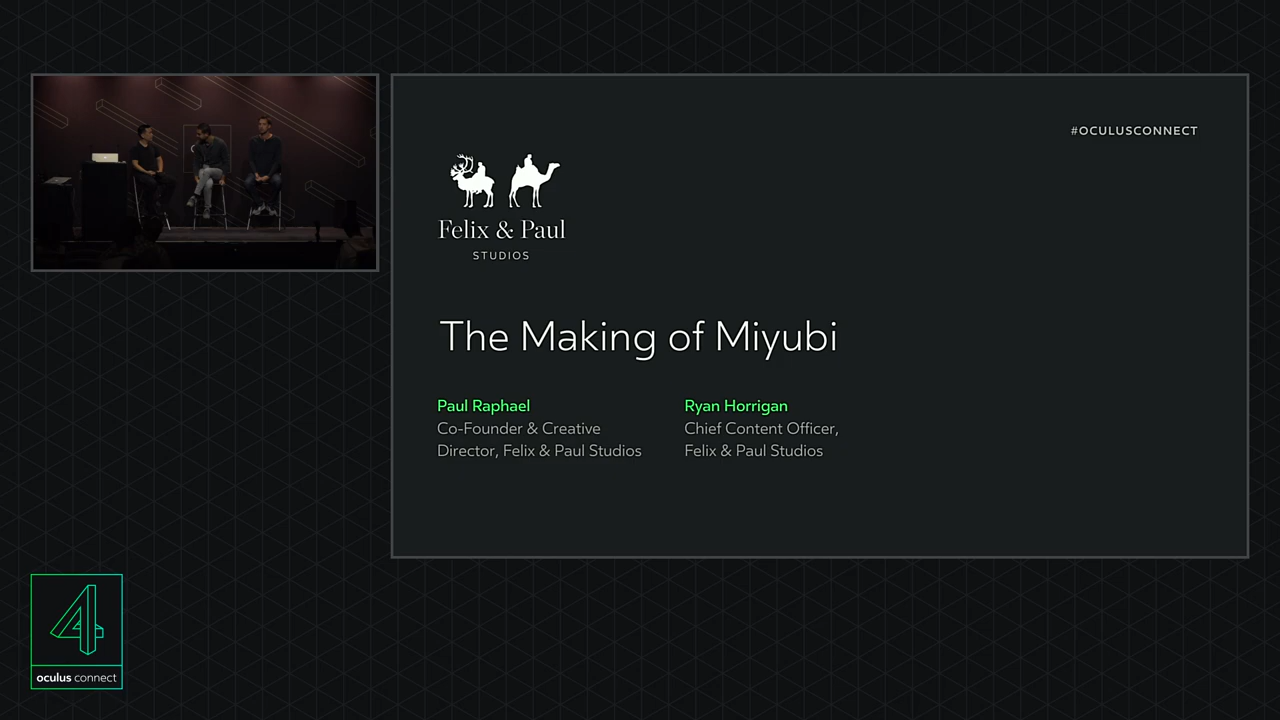 #OCULUSCONNECT
Felix & Paul
STUDIOS
The Making of Miyubi
Paul Raphael
Co-Founder & Creative
Director, Felix & Paul Studios
Ryan Horrigan
Chief Content Officer,
Felix & Paul Studios
4
oculus connect